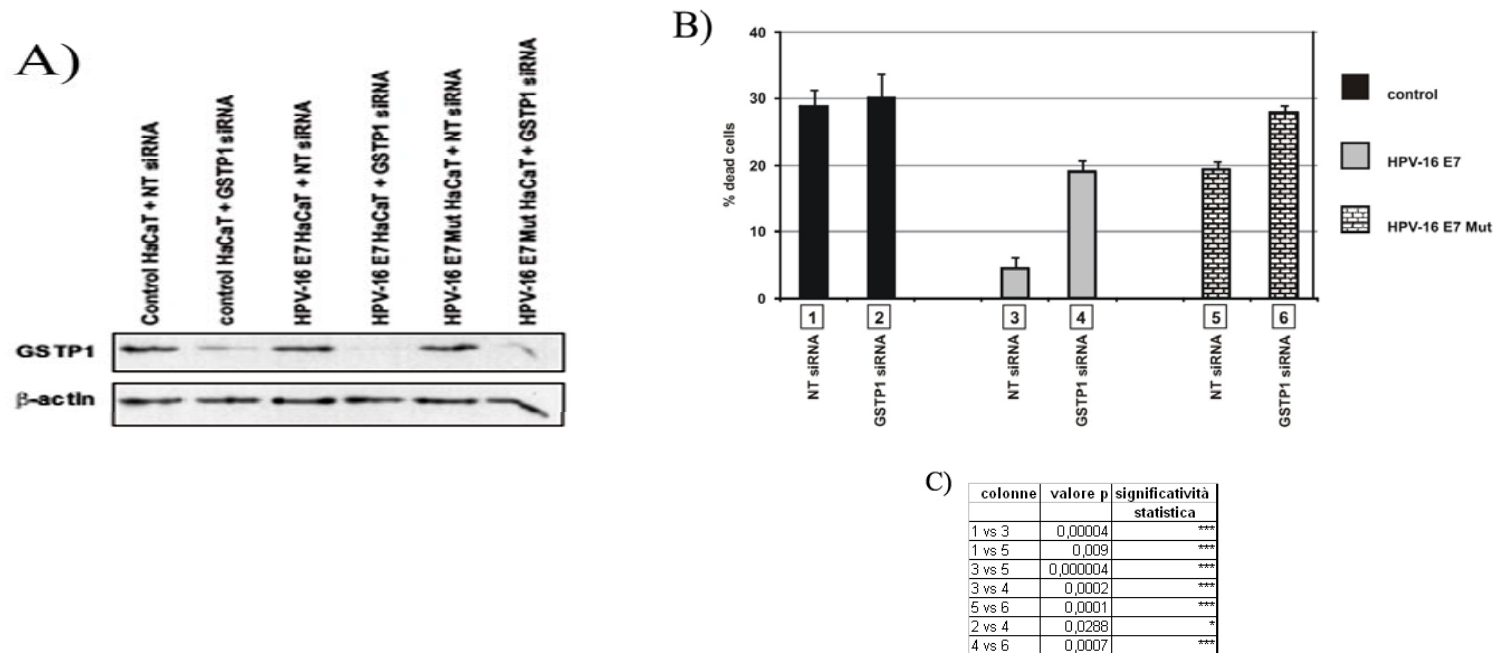 A)
Control HaCaT + NT siRNA
control HaCaT + GSTP1 siRNA
HPV-16 E7 HaCaT + NT siRNA
HPV-16 E7 HaCaT + GSTP1 siRNA
HPV-16 E7 Mut HaCaT + NT siRNA
HPV-16 E7 Mut HaCaT + GSTP1 siRNA
GSTP1
β-actin
B)
% dead cells
40
30
20
10
0
1
2
3
4
5
6
NT siRNA
GSTP1 siRNA
NT siRNA
GSTP1 siRNA
NT siRNA
GSTP1 siRNA
control
HPV-16 E7
HPV-16 E7 Mut
C)
colonne valore p significatività
statistica
1 vs 3 0,00004 ***
1 vs 5 0,009 ***
3 vs 5 0,000004 ***
3 vs 4 0,0002 ***
5 vs 6 0,0001 ***
2 vs 4 0,0288 *
4 vs 6 0,0007 ***